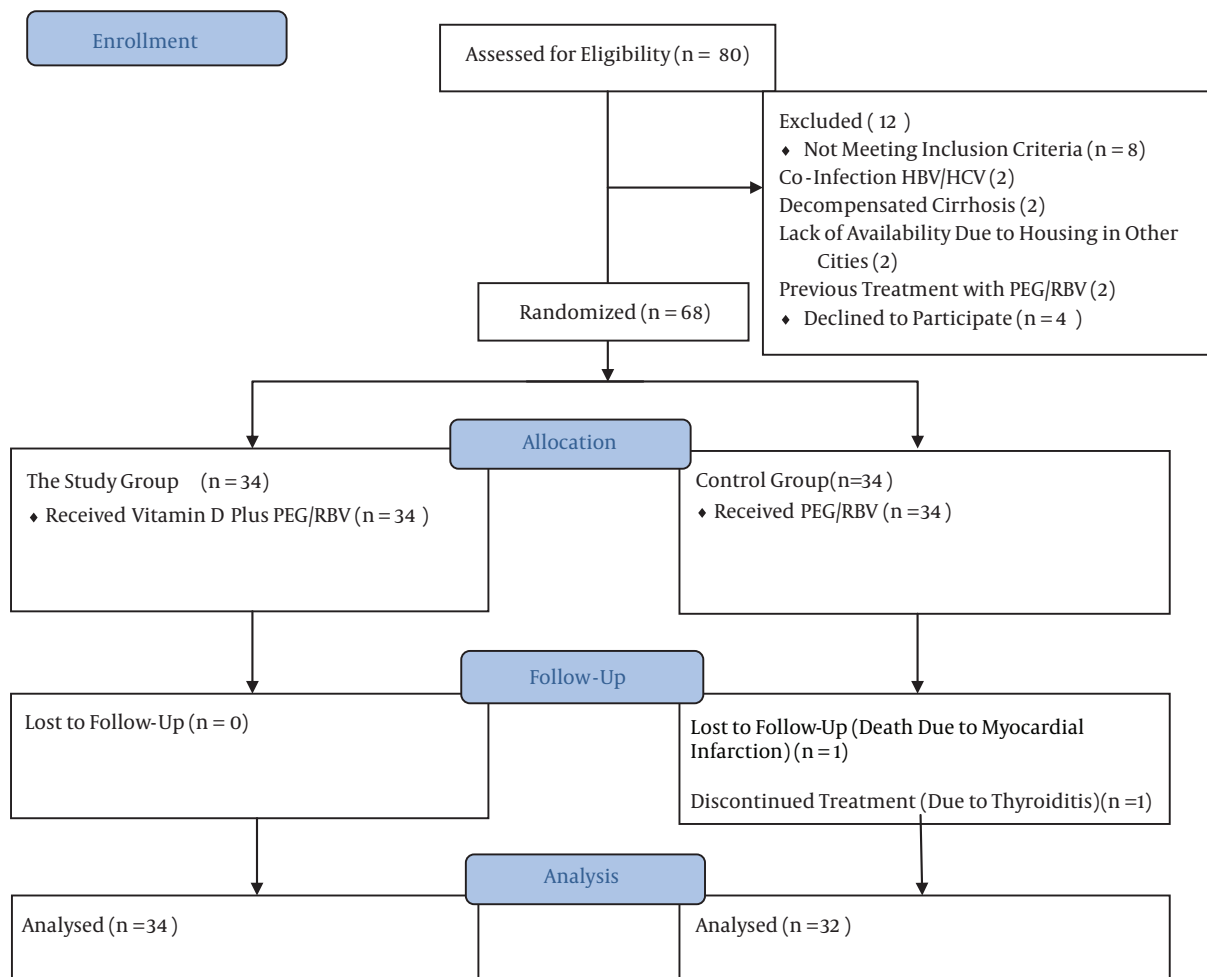 Enrollment
Assessed for Eligibility (n = 80)
Excluded ( 12 )
♦ Not Meeting Inclusion Criteria (n = 8)
Co-Infection HBV/HCV (2)
Decompensated Cirrhosis (2)
Lack of Availability Due to Housing in Other
Cities (2)
Previous Treatment with PEG/RBV (2)
♦ Declined to Participate (n = 4 )
Randomized (n = 68)
Allocation
The Study Group (n = 34)
♦ Received Vitamin D Plus PEG/RBV (n = 34 )
Control Group(n=34 )
♦ Received PEG/RBV (n =34)
Follow-Up
Lost to Follow-Up (n = 0)
Lost to Follow-Up (Death Due to Myocardial
Infarction) (n = 1)
Discontinued Treatment (Due to Thyroiditis)(n =1)
Analysis
Analysed (n =34 )
Analysed (n =32 )